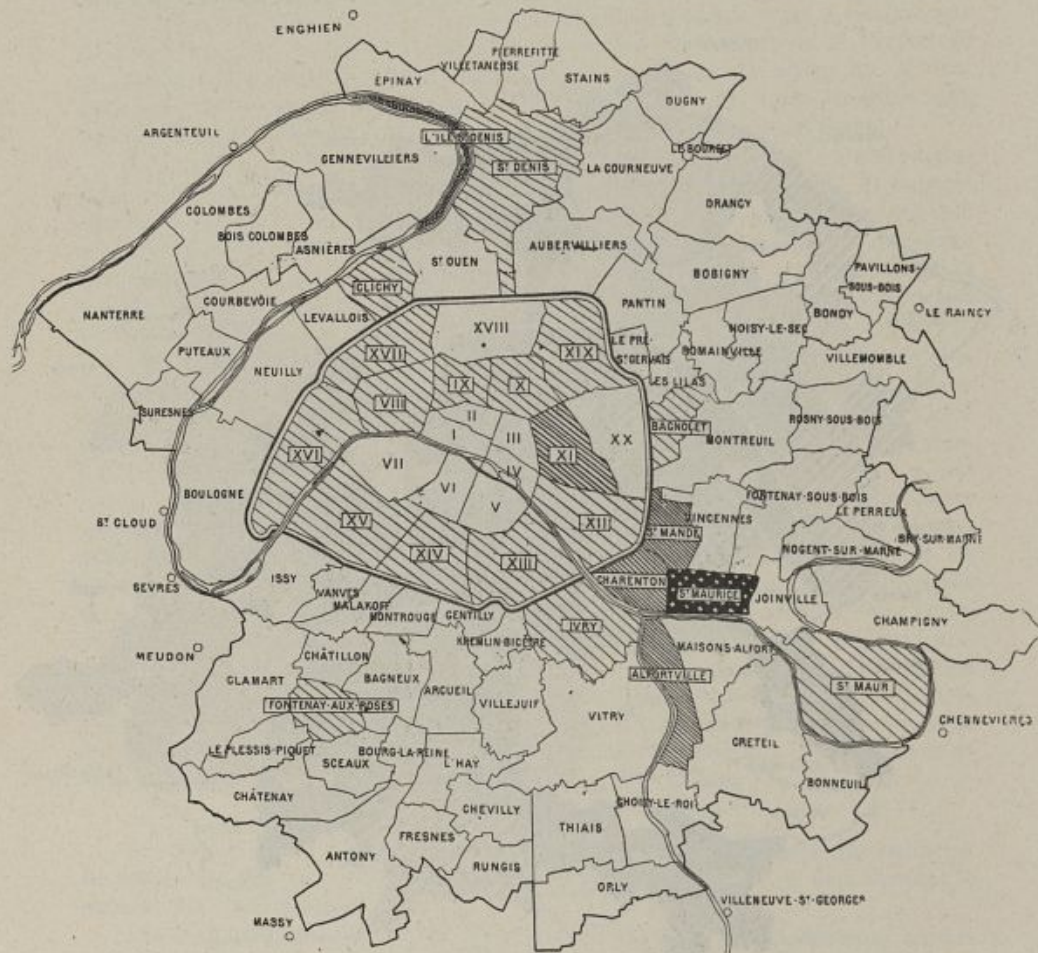 ENGHIEN
PIERREFITTE
VILLETANEUSE
STAINS
ÉPINAY
DUGNY
ARGENTEUIL
L'ILE ST DENIS
LE BOURGET
GENNEVILLIERS
ST DENIS
LA COURNEUVE
DRANCY
COLOMBES
BOIS COLOMBES
ASNIÈRES
AUBERVILLIERS
ST OUEN
BOBIGNY
PAVILLONS-
SOUS-BOIS
CLICHY
COURBEVOIE
LEVALLOIS
PANTIN
NANTERRE
BONDY
LE RAINCY
XVIII
NOISY-LE-SEC
PUTEAUX
XVII
XIX
LE PRÉ-
ST GERVAIS
ROMAINVILLE
VILLEMOMBLE
NEUILLY
IX
X
LES LILAS
VIII
SURESNES
II
BAGNOLET
ROSNY-SOUS-BOIS
I
III
XI
XX
MONTREUIL
XVI
VII
IV
BOULOGNE
VI
V
FONTENAY-SOUS-BOIS
LE PERREUX
ST CLOUD
XV
XII
VINCENNES
ST MANDÉ
BRY-SUR-MARNE
NOGENT-SUR-MARNE
XIV
XIII
SEVRES
ISSY
CHARENTON
ST MAURICE
JOINVILLE
VANVES
MALAKOFF
MONTROUGE
GENTILLY
CHAMPIGNY
IVRY
KREMLIN-BICÊTRE
MEUDON
CHÂTILLON
MAISONS-ALFORT
CLAMART
BAGNEUX
ALFORTVILLE
ARCUEIL
ST MAUR
FONTENAY-AUX-ROSES
VILLEJUIF
VITRY
CHENNEVIÈRES
LE PLESSIS-PIQUET
BOURG-LA-REINE
CRETEIL
SCEAUX
L'HAY
BONNEUIL
CHÂTENAY
CHEVILLY
CHOISY-LE-ROI
FRESNES
THIAIS
ANTONY
RUNGIS
ORLY
VILLENEUVE-ST-GEORGES
MASSY